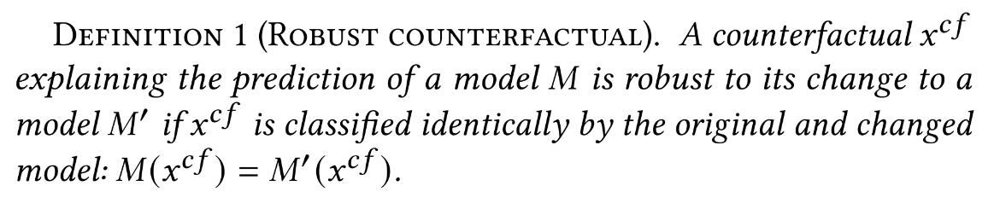 DEFINITION 1 (ROBUST COUNTERFACTUAL). A counterfactual x^{cf}
explaining the prediction of a model M is robust to its change to a
model M′ if x^{cf} is classified identically by the original and changed
model: M(x^{cf}) = M′(x^{cf}).